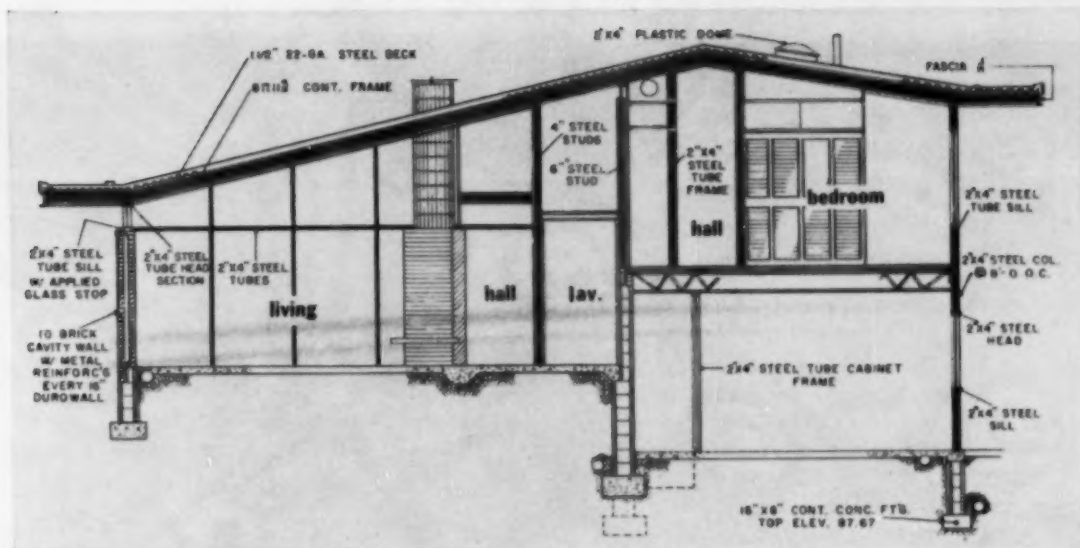 2'X4' PLASTIC DOME
1 1/2" 22-GA STEEL DECK
CONT. FRAME
FASCIA
4" STEEL
STUDS
6" STEEL
STUD
2"X4"
STEEL
TUBE
FRAME
bedroom
hall
2"X4" STEEL
TUBE SILL
2"X4" STEEL
TUBE SILL
W/ APPLIED
GLASS STOP
2"X4" STEEL
TUBE HEAD
SECTION
2"X4" STEEL
TUBES
living
hall
lav.
2"X4" STEEL COL.
@ 8'-0 O.C.
2"X4" STEEL
HEAD
10 BRICK
CAVITY WALL
W/ METAL
REINFORC'G
EVERY 16"
DUROWALL
2"X4" STEEL TUBE CABINET
FRAME
2"X4" STEEL
SILL
16" X 8" CONT. CONC. FT'G.
TOP ELEV. 97.67